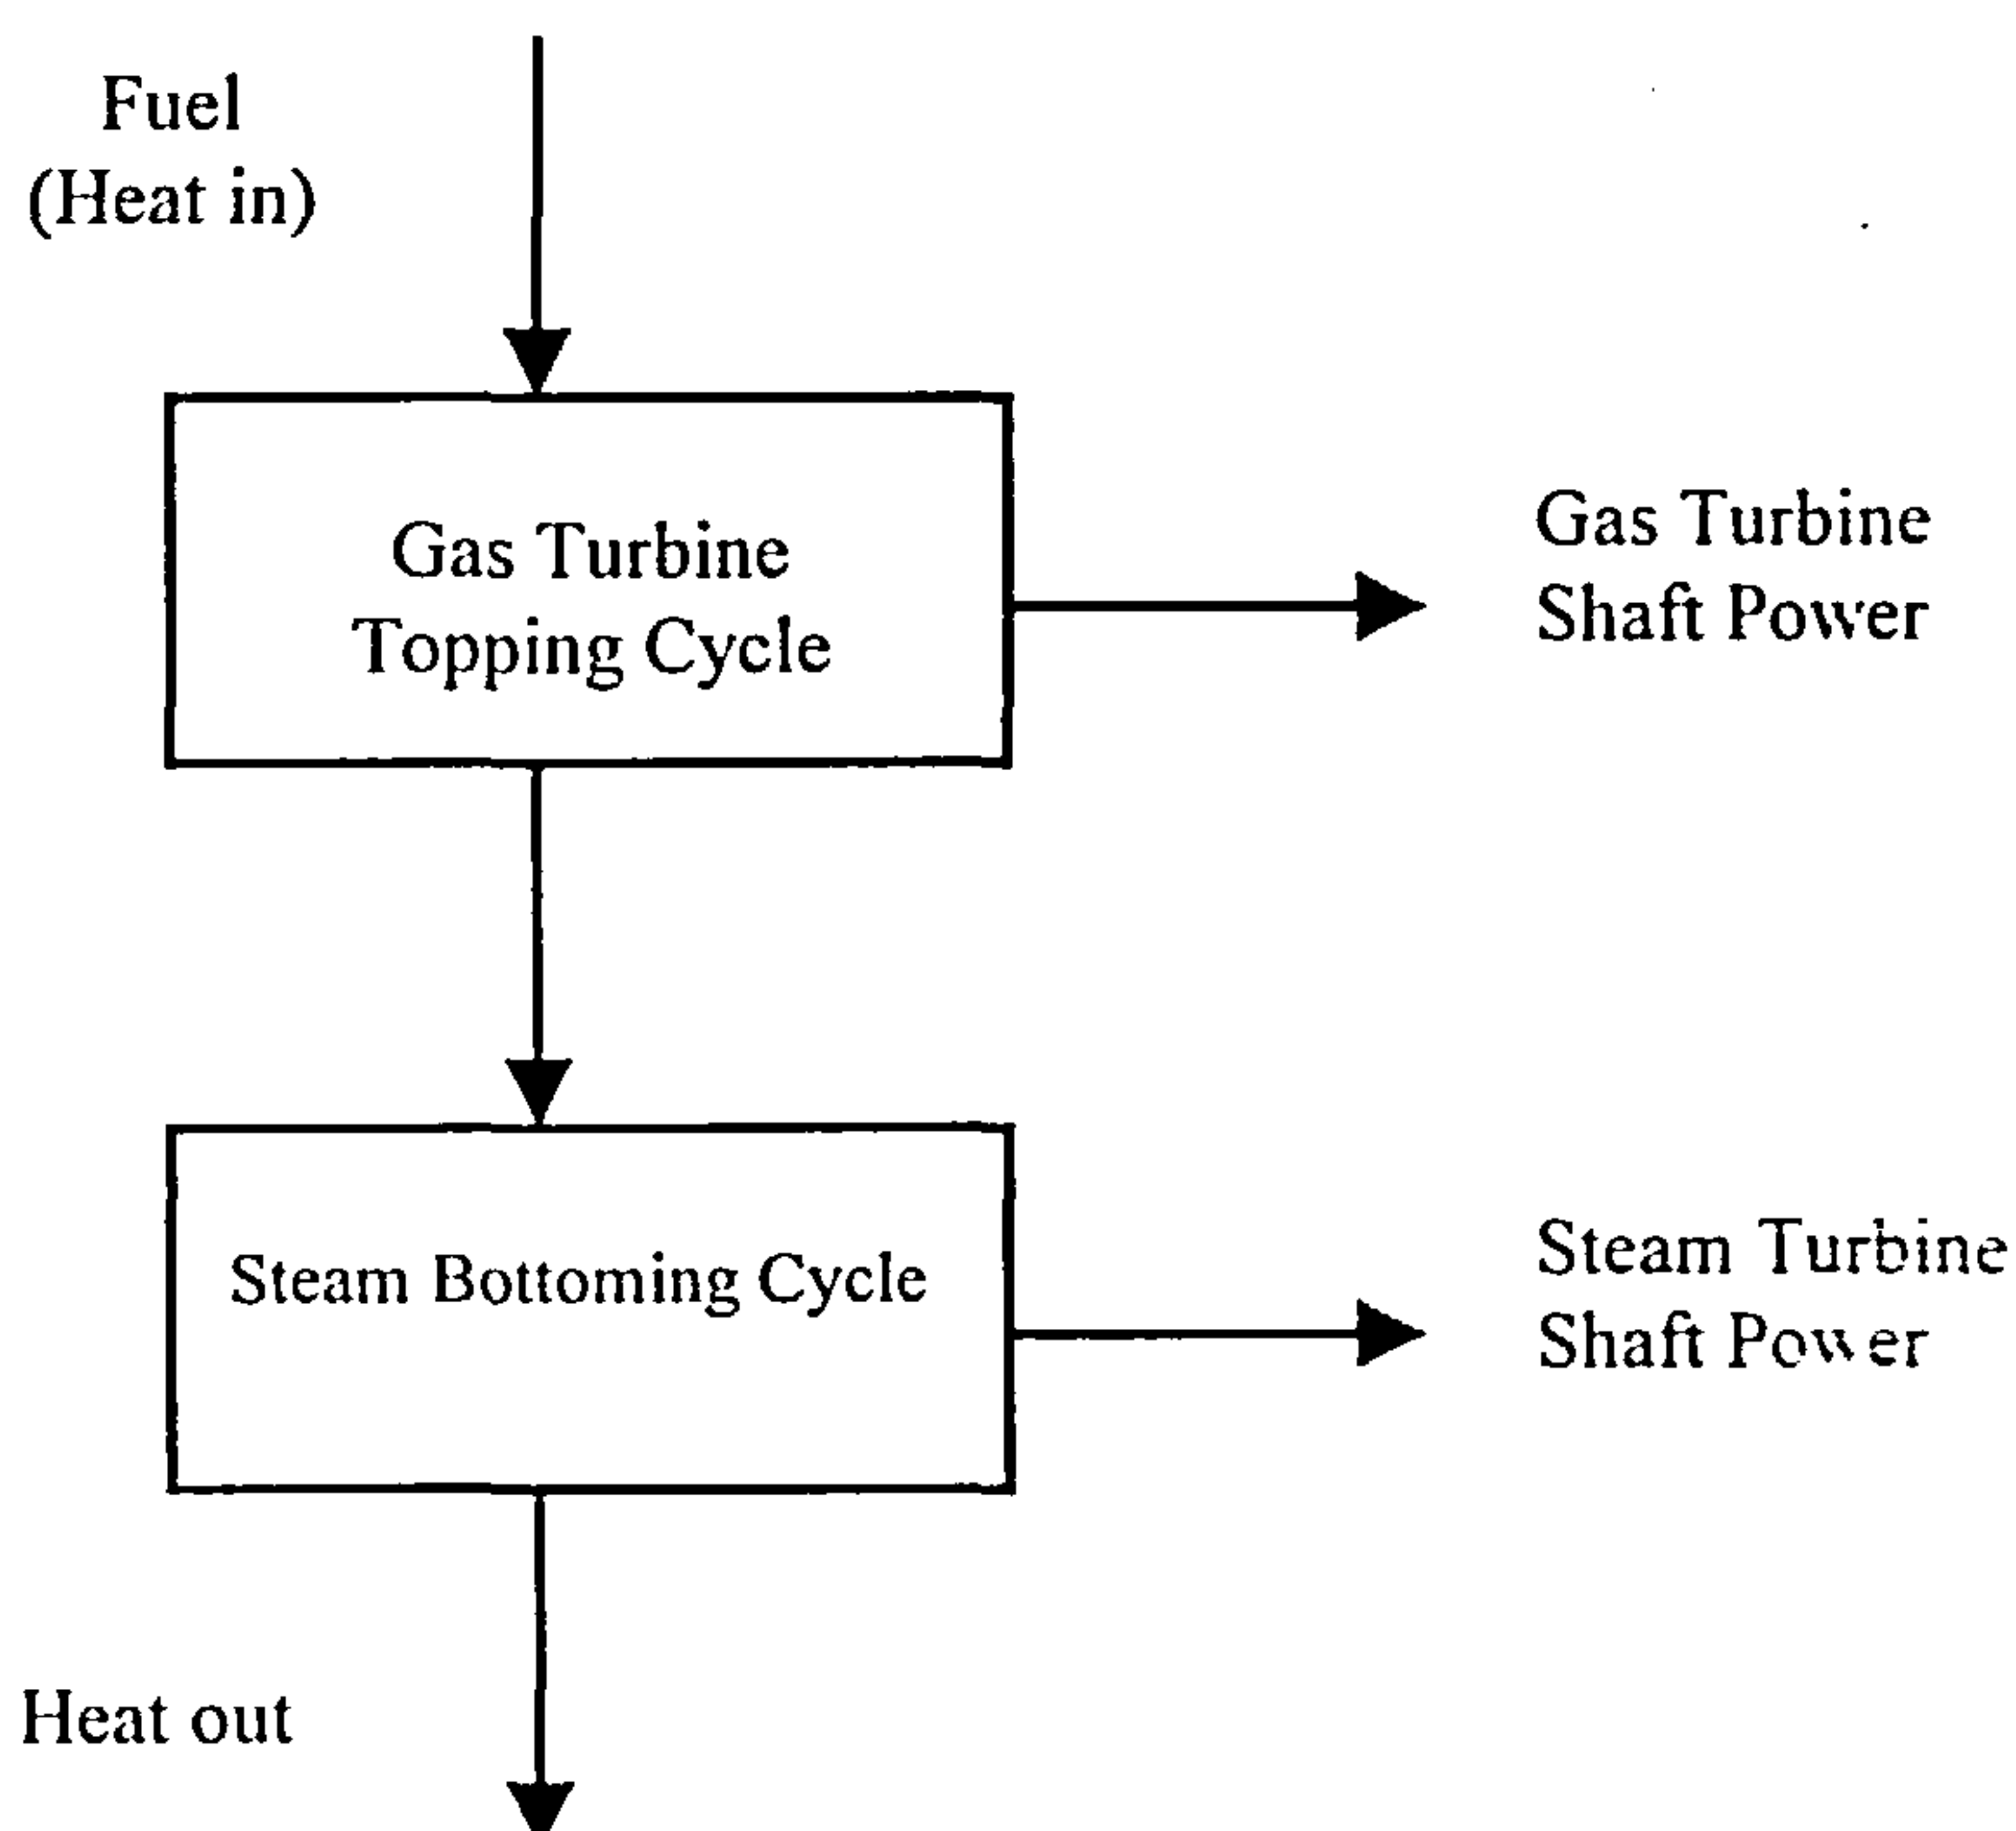 Fuel
(Heat in)
Gas Turbine
Topping Cycle
Gas Turbine
Shaft Power
Steam Bottoming Cycle
Steam Turbine
Shaft Power
Heat out